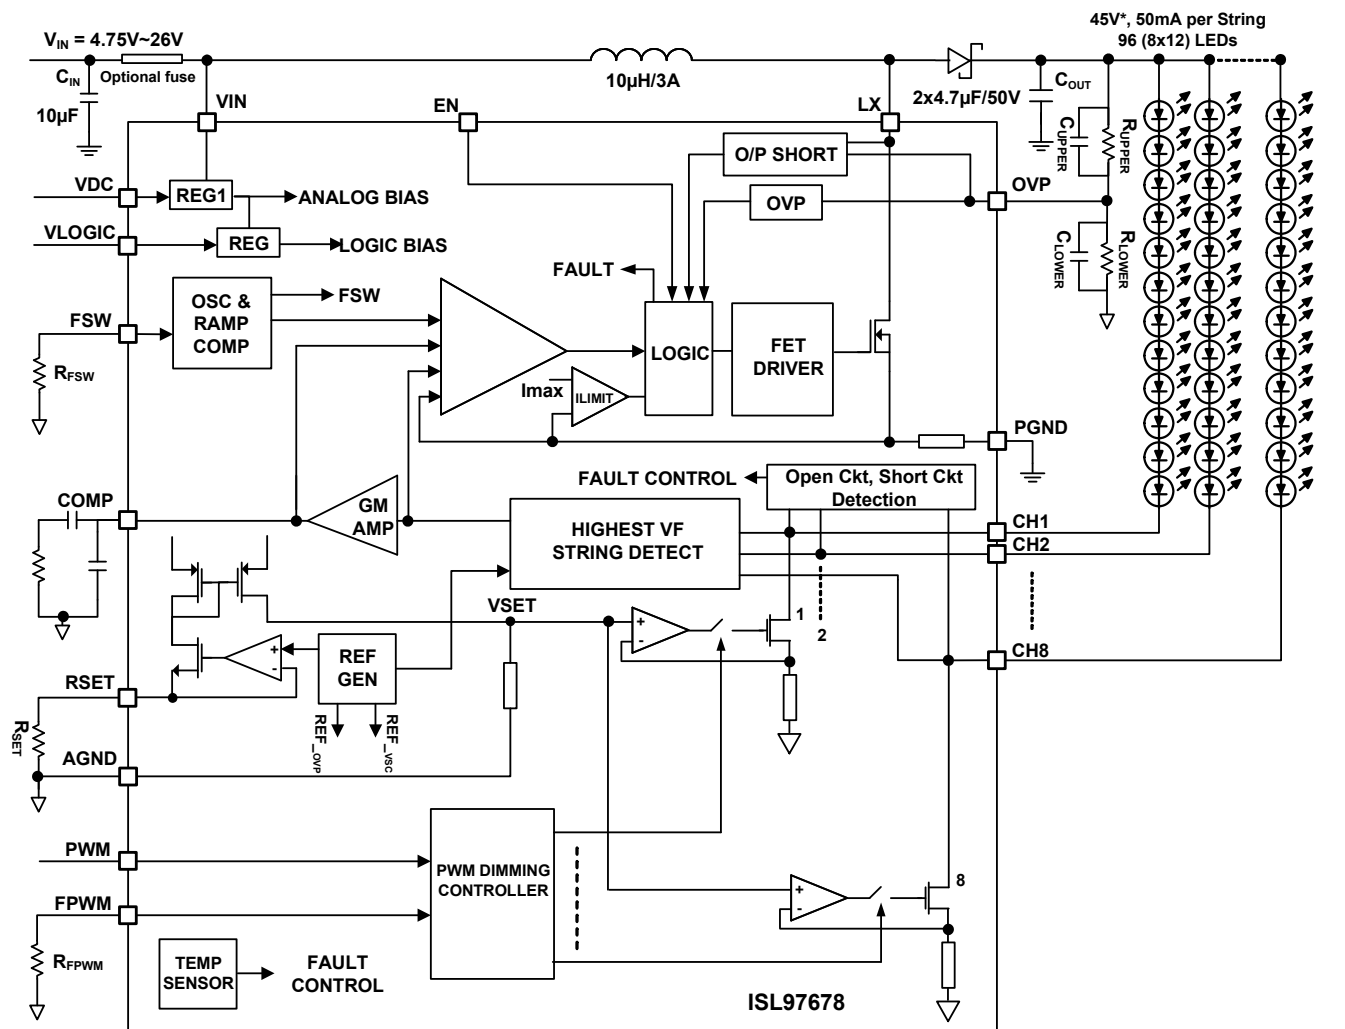 45V*, 50mA per String
96 (8x12) LEDs
VIN = 4.75V~26V
CIN
Optional fuse
10µF
VIN
EN
10µH/3A
LX
2x4.7µF/50V
COUT
O/P SHORT
CUPPER
RUPPER
VDC
REG1
ANALOG BIAS
OVP
OVP
VLOGIC
REG
LOGIC BIAS
CLOWER
RLOWER
FAULT
OSC &
RAMP
COMP
FSW
FSW
RFSW
LOGIC
FET
DRIVER
Imax
ILIMIT
PGND
FAULT CONTROL
Open Ckt, Short Ckt
Detection
COMP
GM
AMP
HIGHEST VF
STRING DETECT
CH1
CH2
VSET
+
-
1
2
+
-
REF
GEN
CH8
RSET
RSET
REF_OVP
REF_VSC
AGND
PWM
PWM DIMMING
CONTROLLER
+
-
8
FPWM
RFPWM
TEMP
SENSOR
FAULT
CONTROL
ISL97678